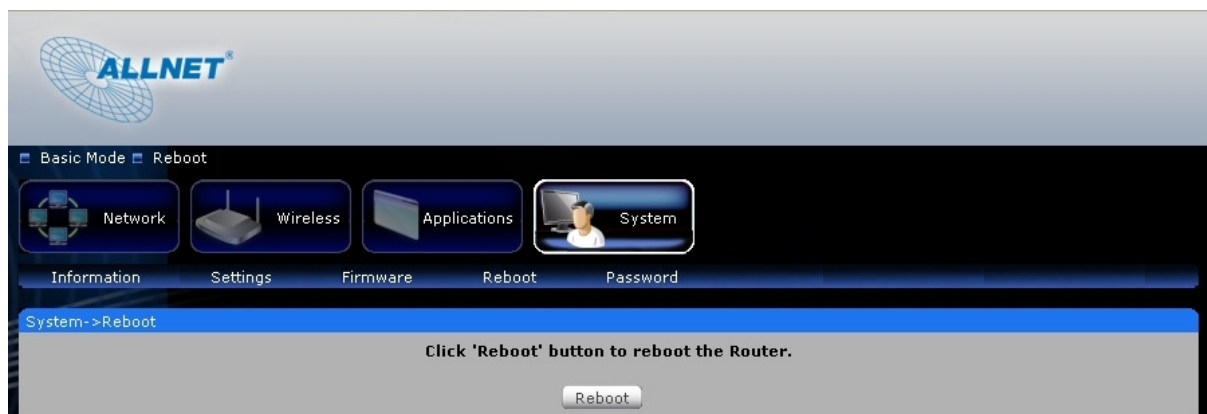 ALLNET®
Basic Mode Reboot
Network Wireless Applications System
Information Settings Firmware Reboot Password
System->Reboot
Click 'Reboot' button to reboot the Router.
Reboot